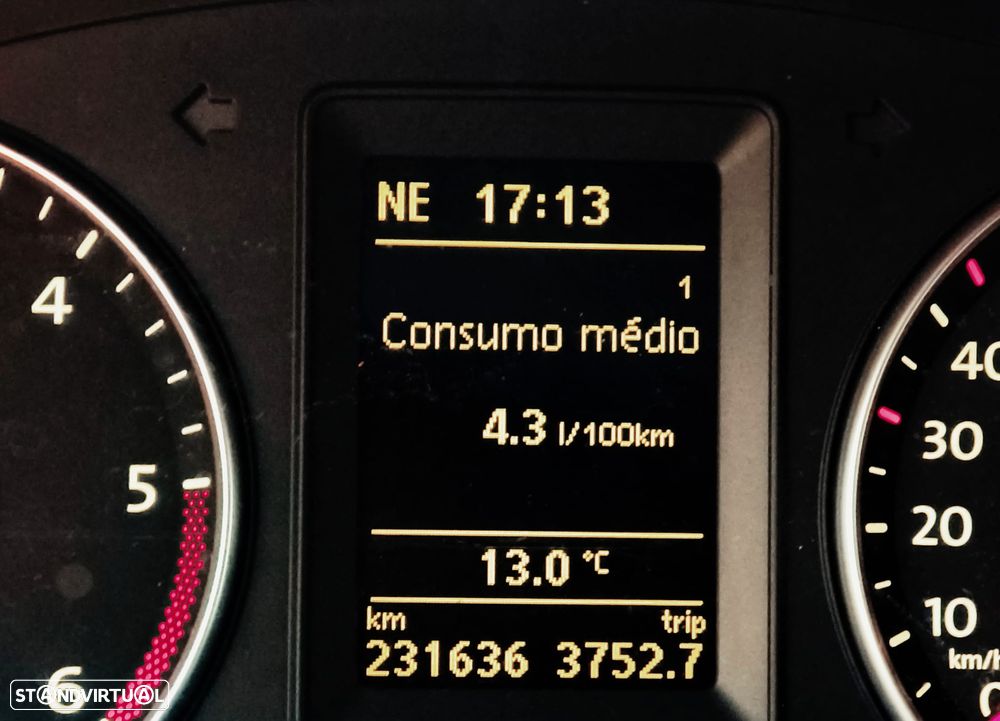 NE 17:13
1
Consumo médio
4.3 l/100km
13.0 °C
km trip
231636 3752.7
4
5
6
40
30
20
10
km/h
0
STANDVIRTUAL